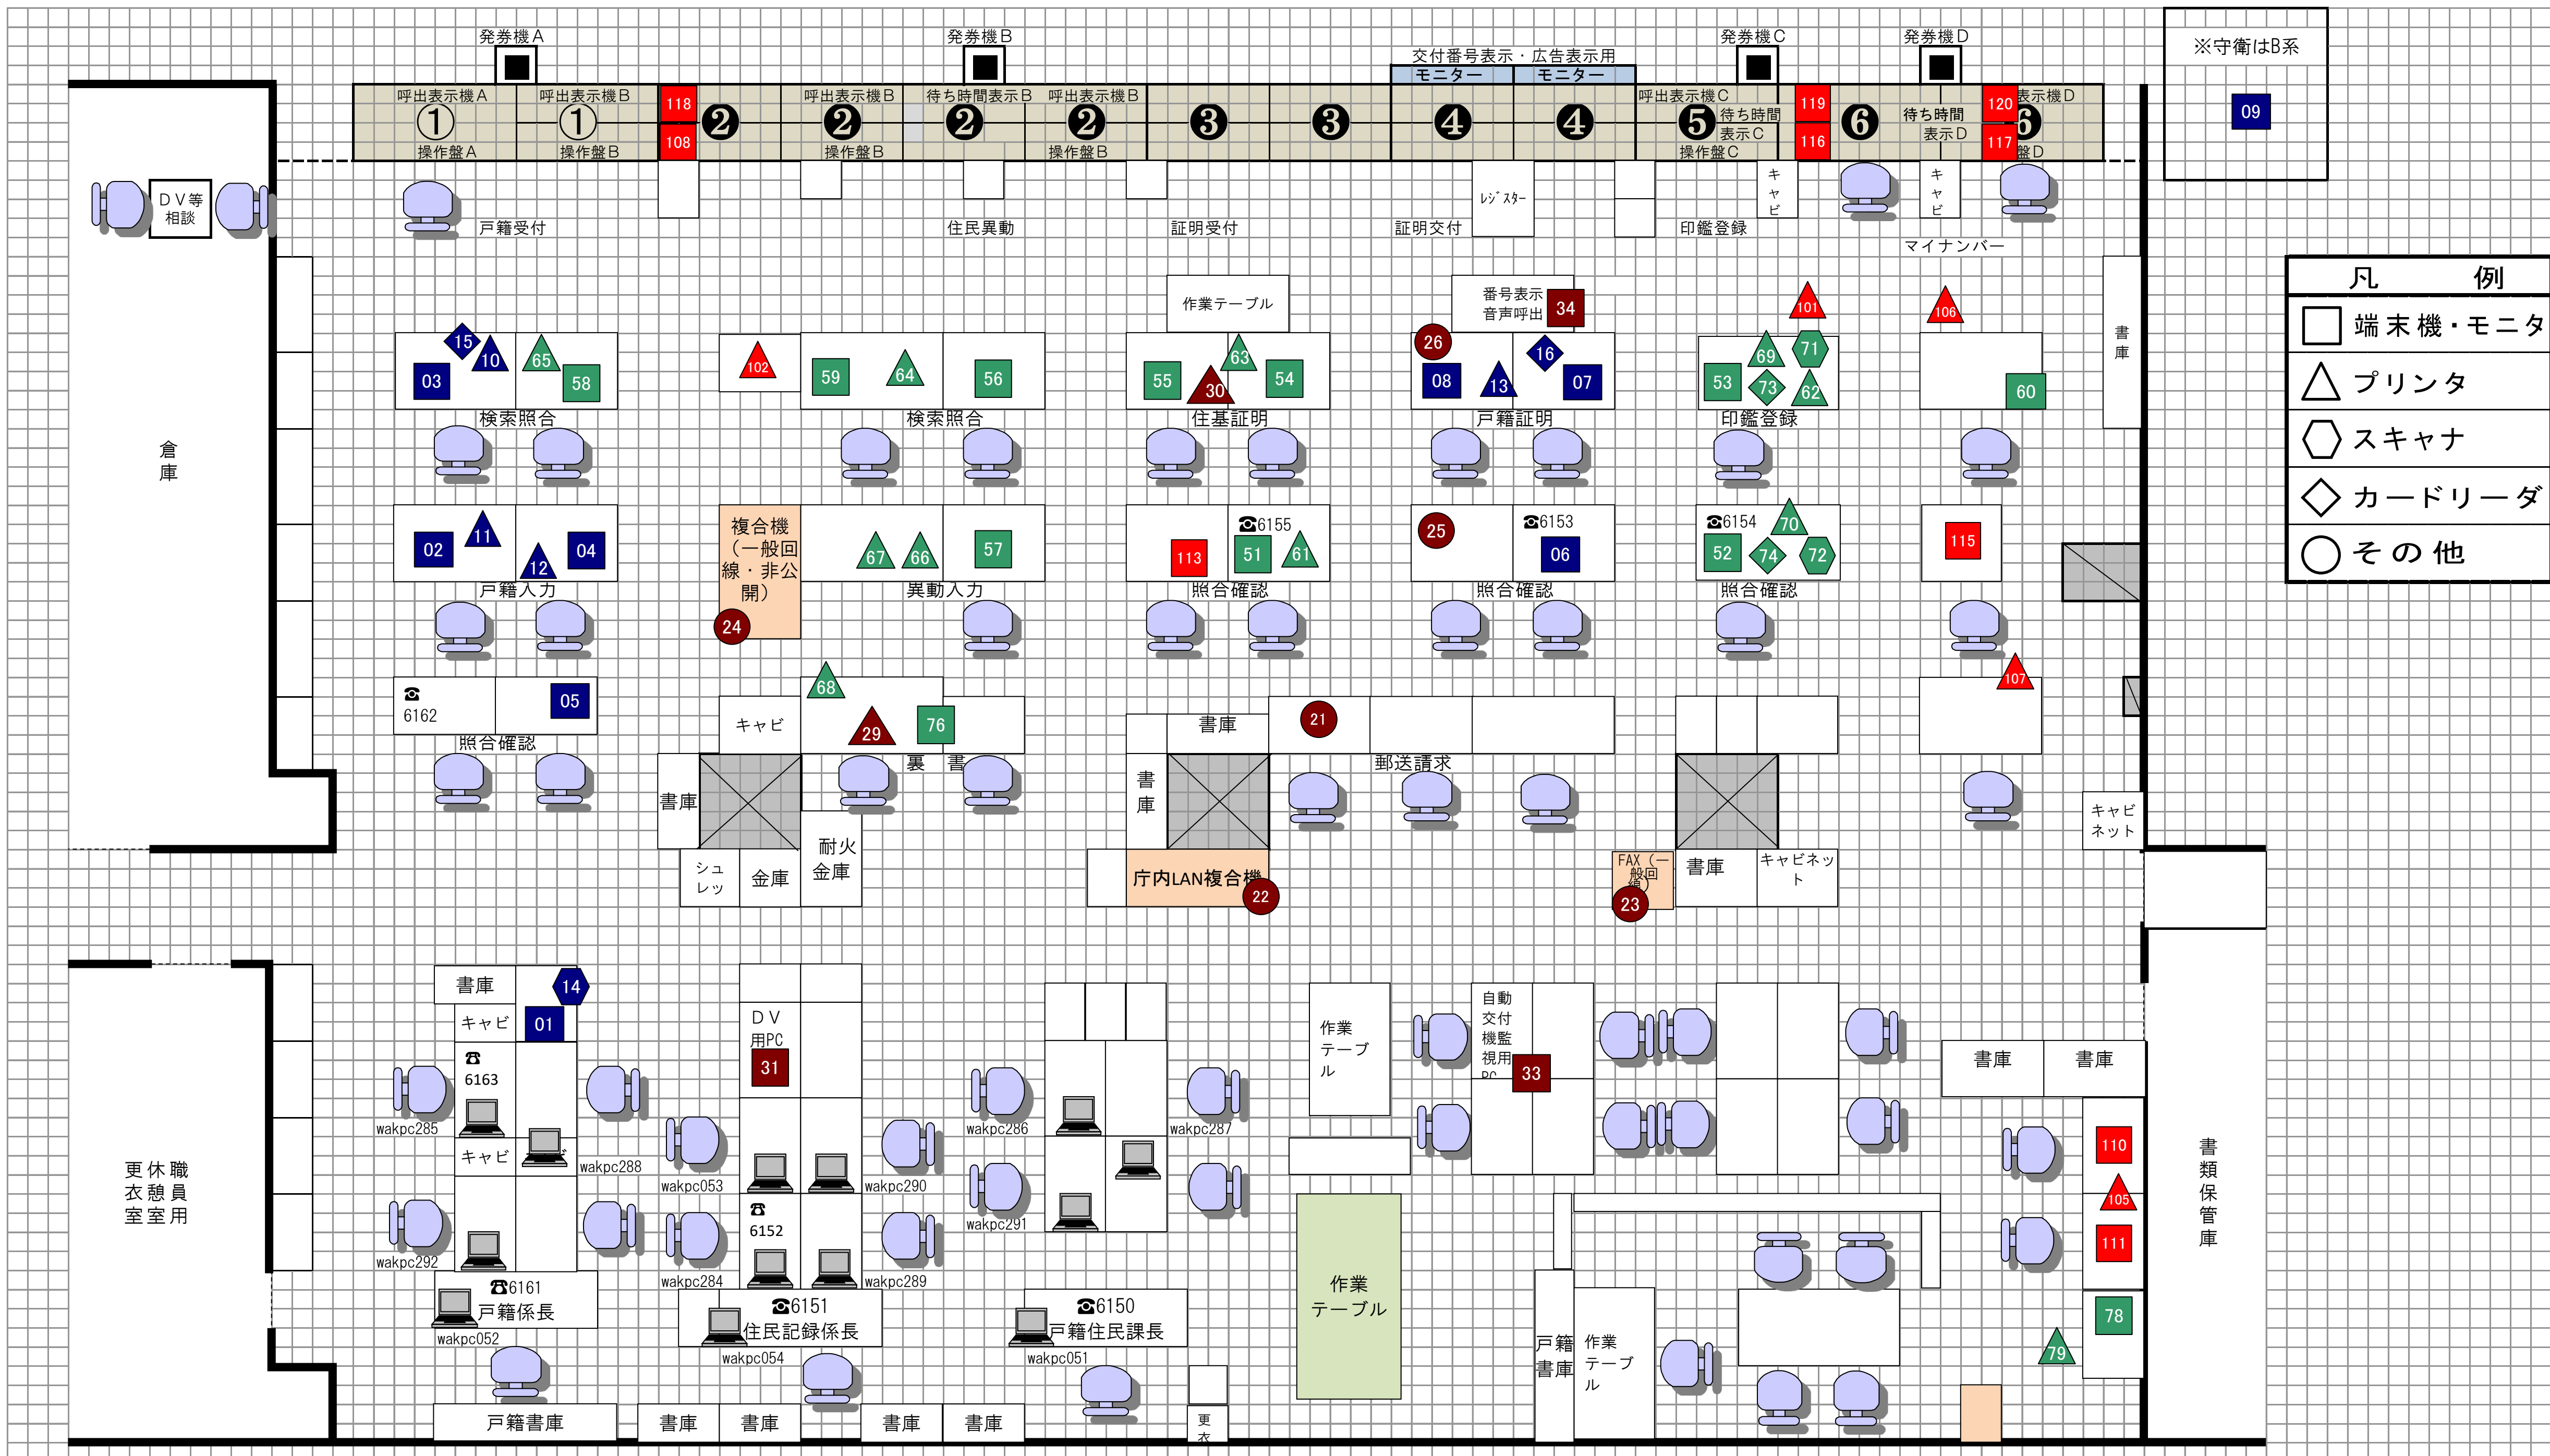 発券機A
発券機B
交付番号表示・広告表示用
発券機C
発券機D
※守衛はB系
モニター
モニター
呼出表示機A
呼出表示機B
118
呼出表示機B
待ち時間表示B
呼出表示機B
呼出表示機C
119
120
表示機D
09
①
①
❷
❷
❷
❷
❸
❸
❹
❹
❺
待ち時間
表示C
❻
待ち時間
表示D
❻
操作盤A
操作盤B
108
操作盤B
操作盤B
操作盤C
116
117
盤D
DV等
相談
戸籍受付
住民異動
証明受付
証明交付
ﾚｼﾞｽﾀｰ
印鑑登録
キャビ
キャビ
マイナンバー
凡 例
端末機・モニタ
プリンタ
スキャナ
カードリーダ
その他
作業テーブル
番号表示
音声呼出
34
101
106
書庫
15
10
03
65
58
102
59
64
56
55
30
63
54
26
08
13
16
07
53
69
71
73
62
60
検索照合
検索照合
住基証明
戸籍証明
印鑑登録
倉庫
02
11
12
04
複合機
（一般回
線・非公
開）
24
67
66
57
113
☎6155
51
61
25
☎6153
06
☎6154
70
52
74
72
115
戸籍入力
異動入力
照合確認
照合確認
照合確認
☎
6162
05
キャビ
68
29
76
書庫
21
107
照合確認
裏 書
郵送請求
書庫
書庫
キャビ
ネット
シュ
レッ
金庫
耐火
金庫
庁内LAN複合機
22
FAX（一
般回
線）
23
書庫
キャビネッ
ト
書庫
14
キャビ
01
DV
用PC
31
作業
テーブ
ル
自動
交付
機監
視用
PC
33
書庫
書庫
☎
6163
wakpc285
キャビ
wakpc288
wakpc053
wakpc290
wakpc286
wakpc287
wakpc291
110
105
111
職員用
休憩室
更衣室
書類保管庫
wakpc292
☎
6152
wakpc284
wakpc289
☎6161
戸籍係長
wakpc052
☎6151
住民記録係長
wakpc054
☎6150
戸籍住民課長
wakpc051
作業
テーブル
戸籍
書庫
作業
テーブ
ル
78
79
戸籍書庫
書庫
書庫
書庫
書庫
更衣